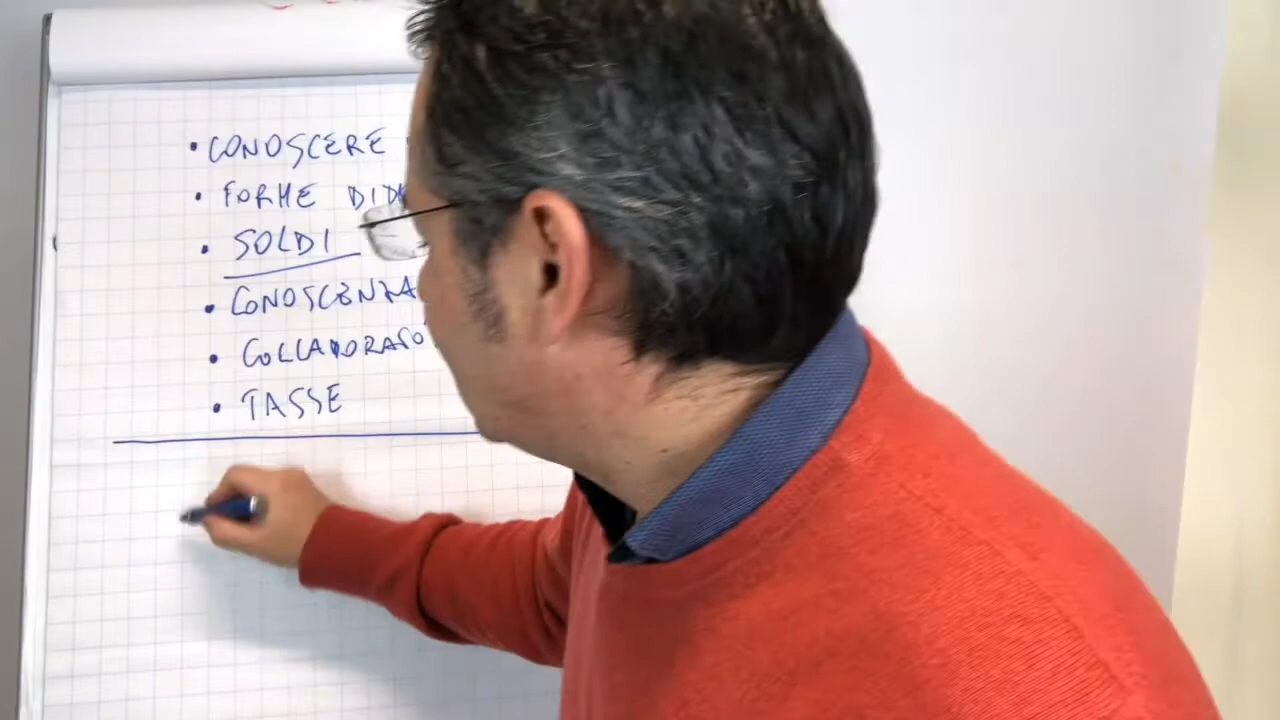 • CONOSCERE
• FORME
• SOLDI
• CONOSCENZA
•
• TASSE